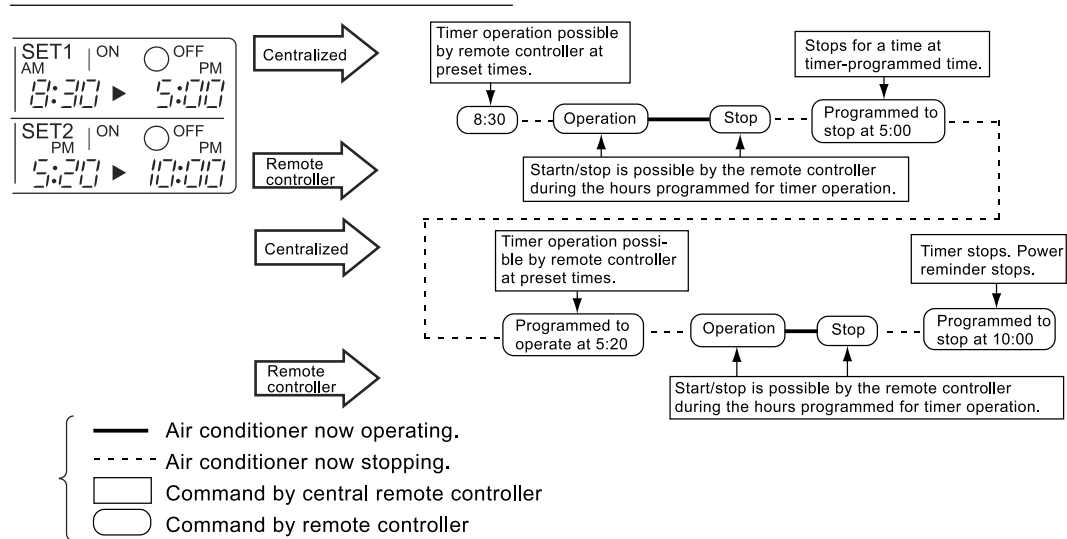 SET1 ON OFF
AM PM
8:30 ▶ 5:00
SET2 ON OFF
PM PM
5:20 ▶ 10:00
Centralized
Timer operation possible
by remote controller at
preset times.
Stops for a time at
timer-programmed time.
8:30
Operation
Stop
Programmed to
stop at 5:00
Remote
controller
Startn/stop is possible by the remote controller
during the hours programmed for timer operation.
Centralized
Timer operation possi-
ble by remote controller
at preset times.
Timer stops. Power
reminder stops.
Programmed to
operate at 5:20
Operation
Stop
Programmed to
stop at 10:00
Remote
controller
Start/stop is possible by the remote controller
during the hours programmed for timer operation.
Air conditioner now operating.
Air conditioner now stopping.
Command by central remote controller
Command by remote controller